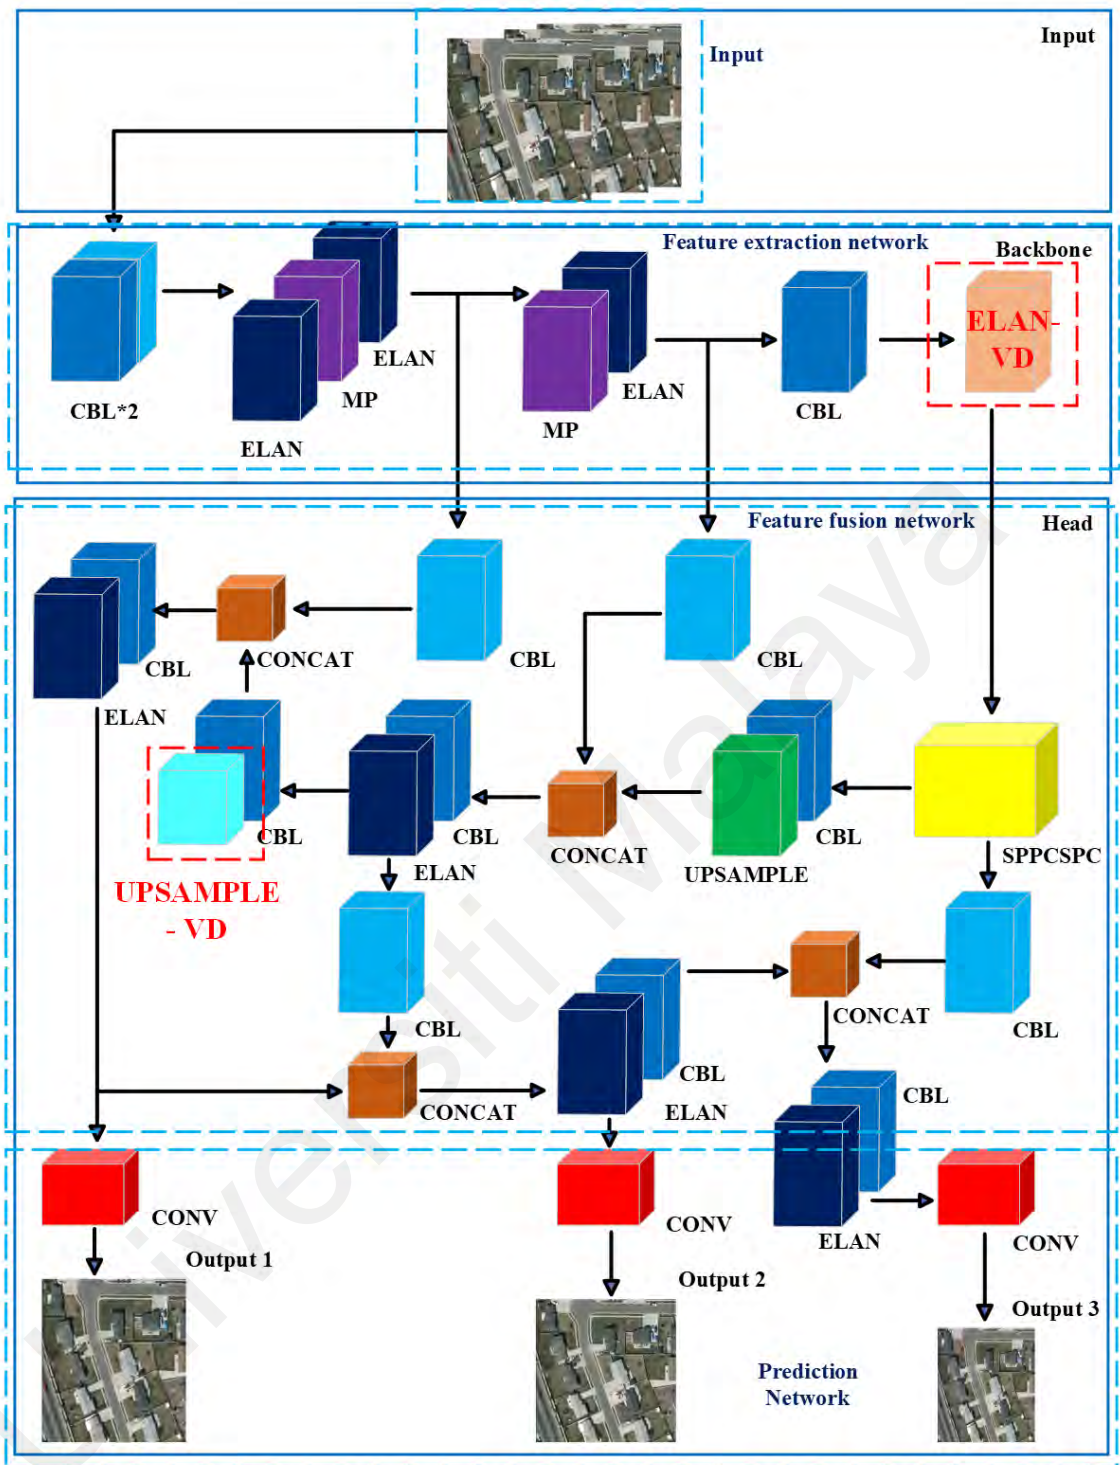 Input
Input
Feature extraction network
Backbone
ELAN-
VD
ELAN
MP
ELAN
CBL*2
ELAN
MP
CBL
Feature fusion network
Head
CBL
CONCAT
CBL
CBL
ELAN
CBL
CBL
CBL
ELAN
CONCAT
UPSAMPLE
SPPCSPC
UPSAMPLE
- VD
CBL
CONCAT
CBL
CBL
CBL
CONCAT
ELAN
CONV
CONV
ELAN
CONV
Output 1
Output 2
Output 3
Prediction
Network
Universiti Malaya